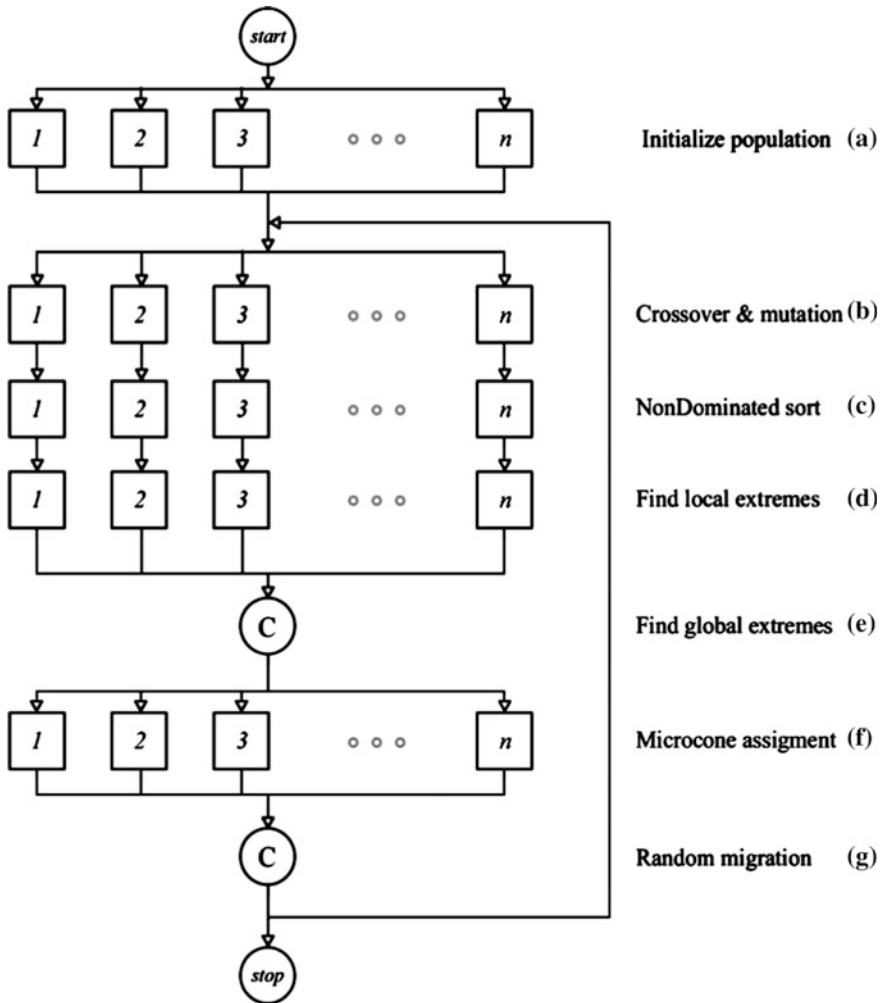 start
1 2 3 n Initialize population (a)
1 2 3 n Crossover & mutation (b)
1 2 3 n NonDominated sort (c)
1 2 3 n Find local extremes (d)
C Find global extremes (e)
1 2 3 n Microcone assigment (f)
C Random migration (g)
stop